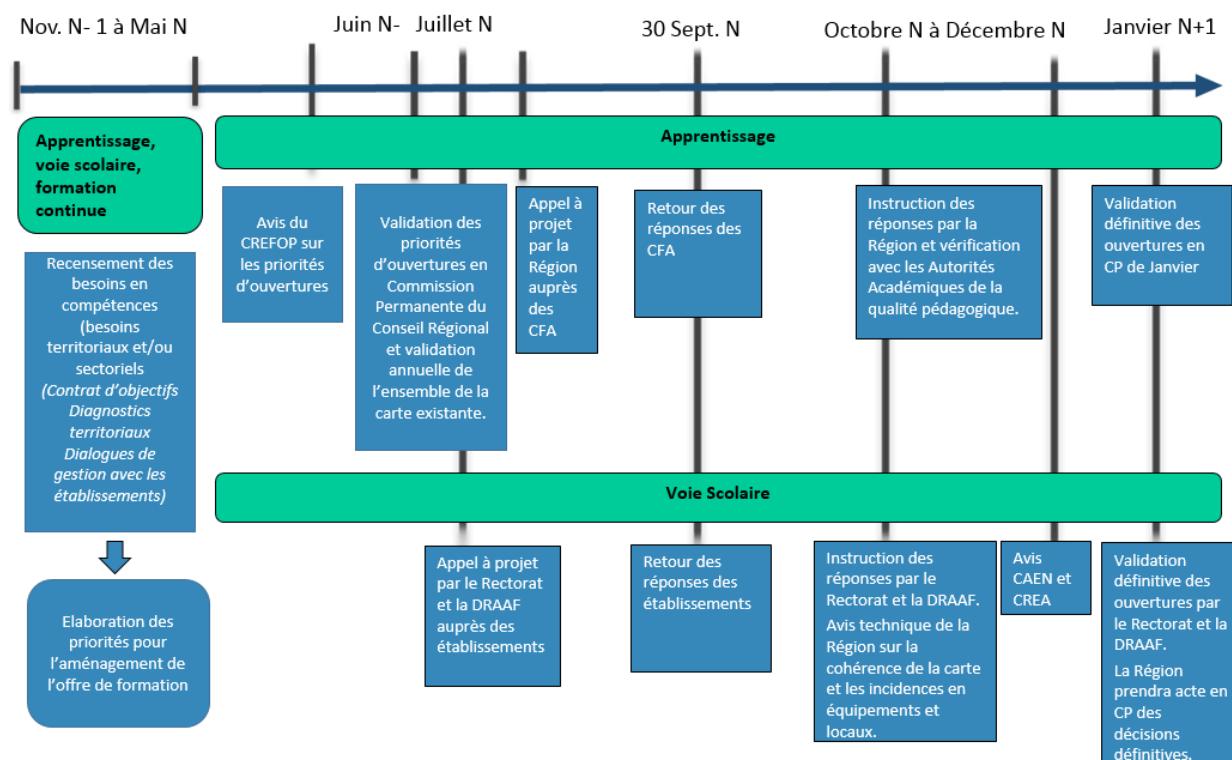 Nov. N- 1 à Mai N
Juin N-
Juillet N
30 Sept. N
Octobre N à Décembre N
Janvier N+1
Apprentissage,
voie scolaire,
formation
continue
Apprentissage
Recensement des
besoins en
compétences
(besoins
territoriaux et/ou
sectoriels
(Contrat d'objectifs
Diagnostics
territoriaux
Dialogues de
gestion avec les
établissements)
Elaboration des
priorités pour
l'aménagement de
l'offre de formation
Avis du
CREFOP sur
les priorités
d'ouvertures
Validation des
priorités
d'ouvertures en
Commission
Permanente du
Conseil Régional
et validation
annuelle de
l'ensemble de la
carte existante.
Appel à
projet
par la
Région
auprès
des
CFA
Retour des
réponses des
CFA
Instruction des
réponses par la
Région et vérification
avec les Autorités
Académiques de la
qualité pédagogique.
Validation
définitive des
ouvertures en
CP de Janvier
Voie Scolaire
Appel à projet
par le Rectorat
et la DRAAF
auprès des
établissements
Retour des
réponses des
établissements
Instruction des
réponses par le
Rectorat et la DRAAF.
Avis technique de la
Région sur la
cohérence de la carte
et les incidences en
équipements et
locaux.
Avis
CAEN et
CREA
Validation
définitive des
ouvertures par
le Rectorat et la
DRAAF.
La Région
prendra acte en
CP des
décisions
définitives.